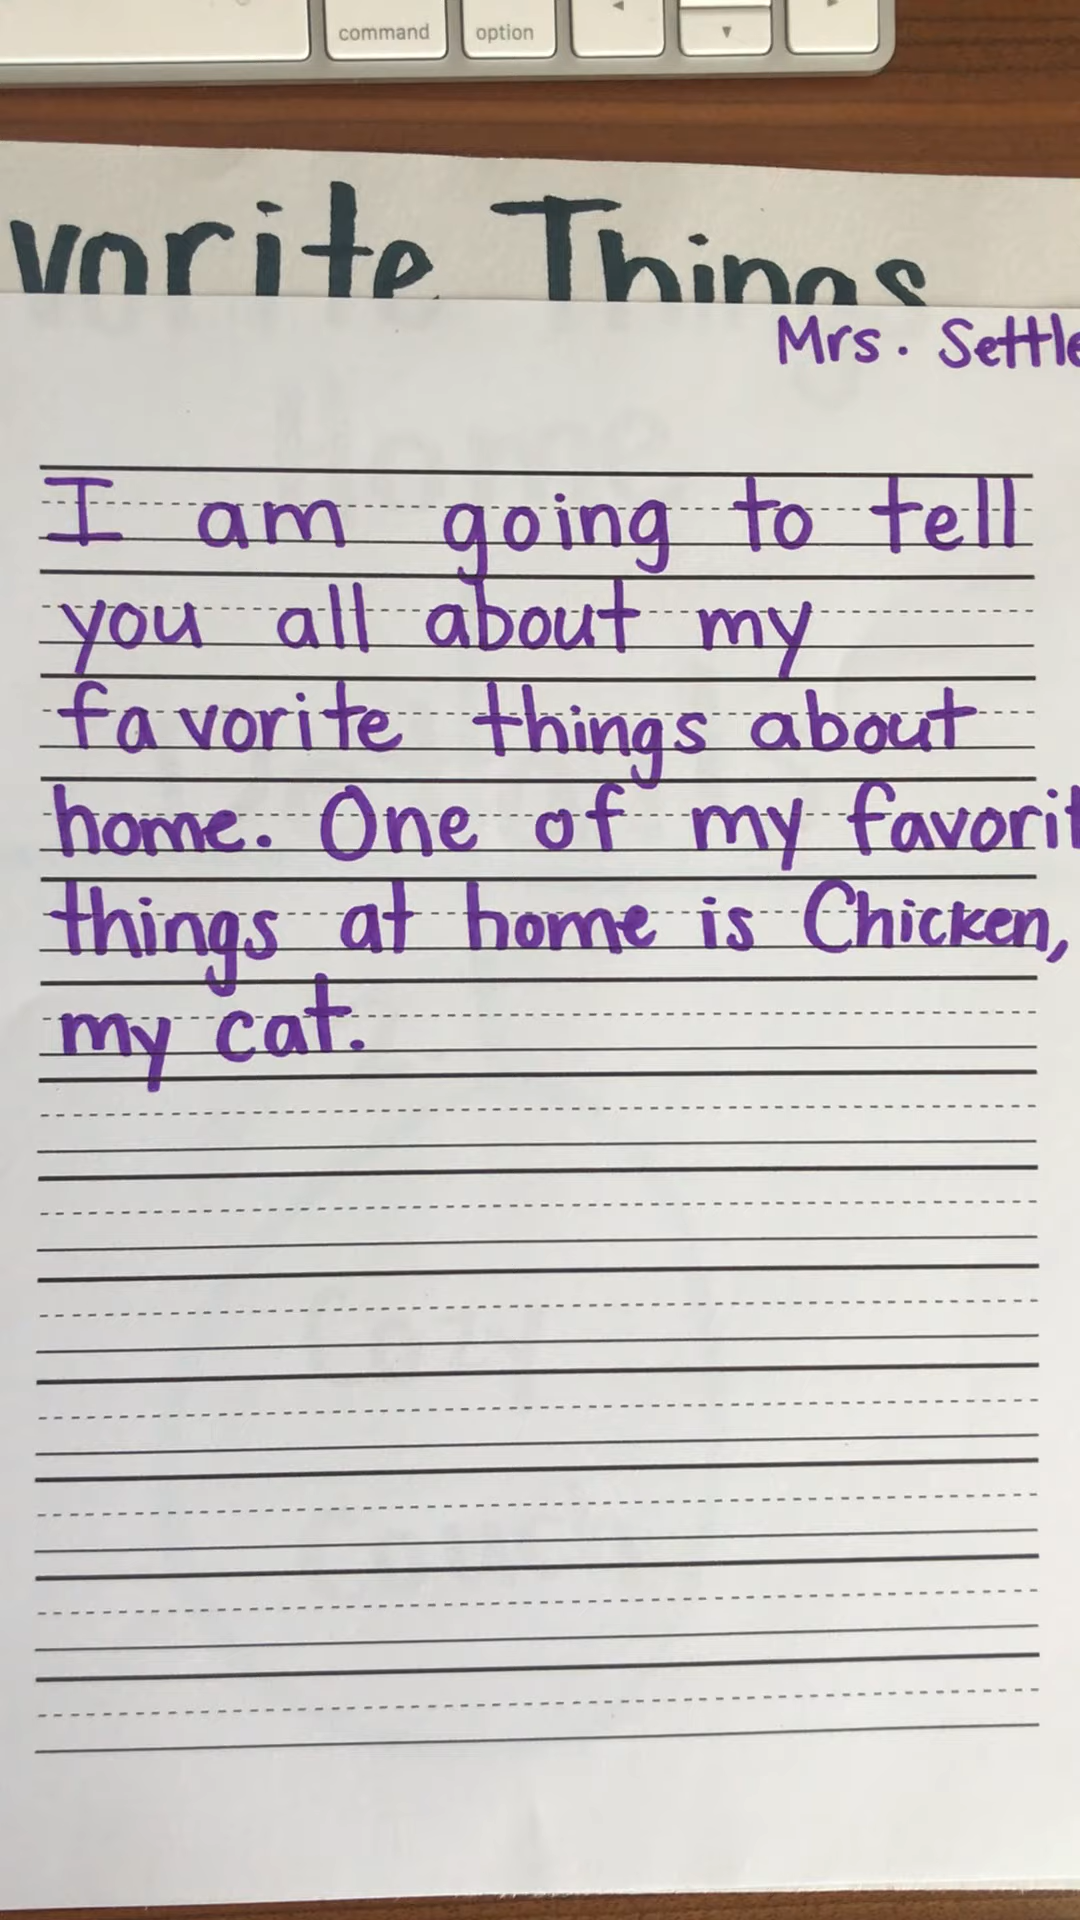 command option
vorite Things
Mrs. Settle
I am going to tell
you all about my
favorite things about
home. One of my favorit
things at home is Chicken,
my cat.